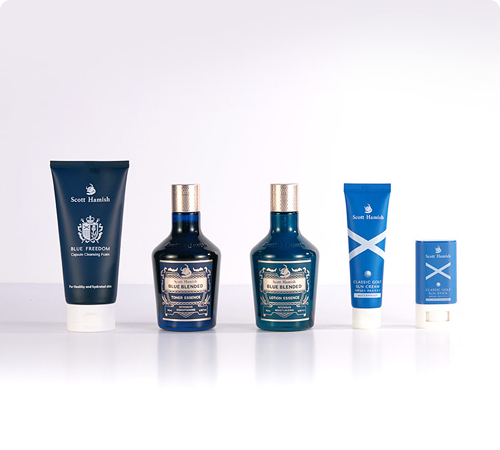 Scott Hamish
BLUE FREEDOM
Capsule Cleansing Foam
For healthy and hydrated skin
Scott Hamish
BLUE BLENDED
TONER ESSENCE
Scott Hamish
BLUE BLENDED
LOTION ESSENCE
Scott Hamish
CLASSIC GOLF
SUN CREAM
Scott Hamish
CLASSIC GOLF
SUN STICK